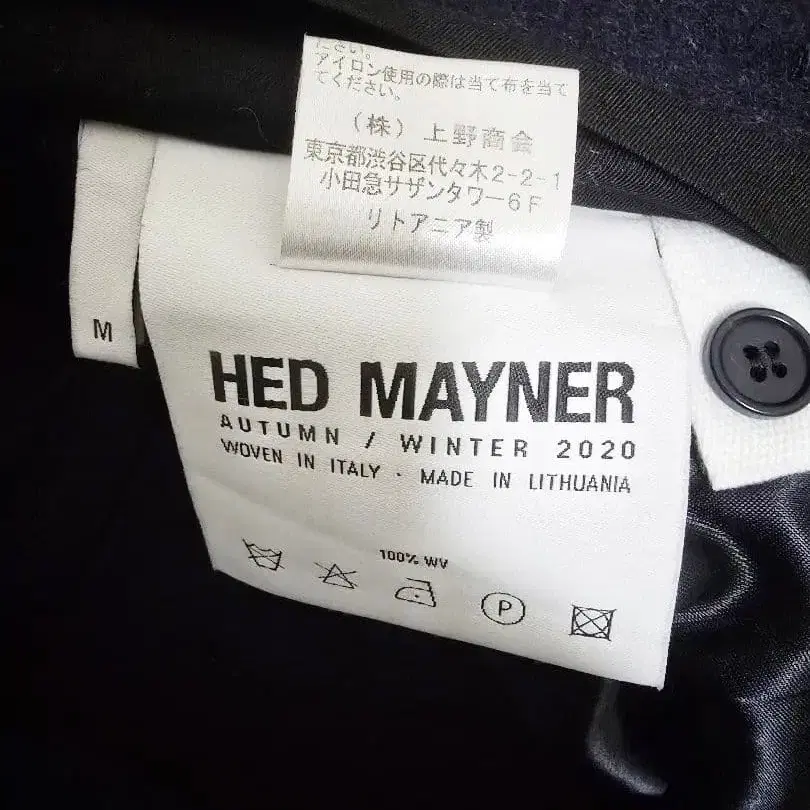 ださい。
アイロン使用の際は当て布を当て
てください。
（株）上野商会
東京都渋谷区代々木2-2-1
小田急サザンタワー6F
リトアニア製
M
HED MAYNER
AUTUMN / WINTER 2020
WOVEN IN ITALY · MADE IN LITHUANIA
100% WV
P